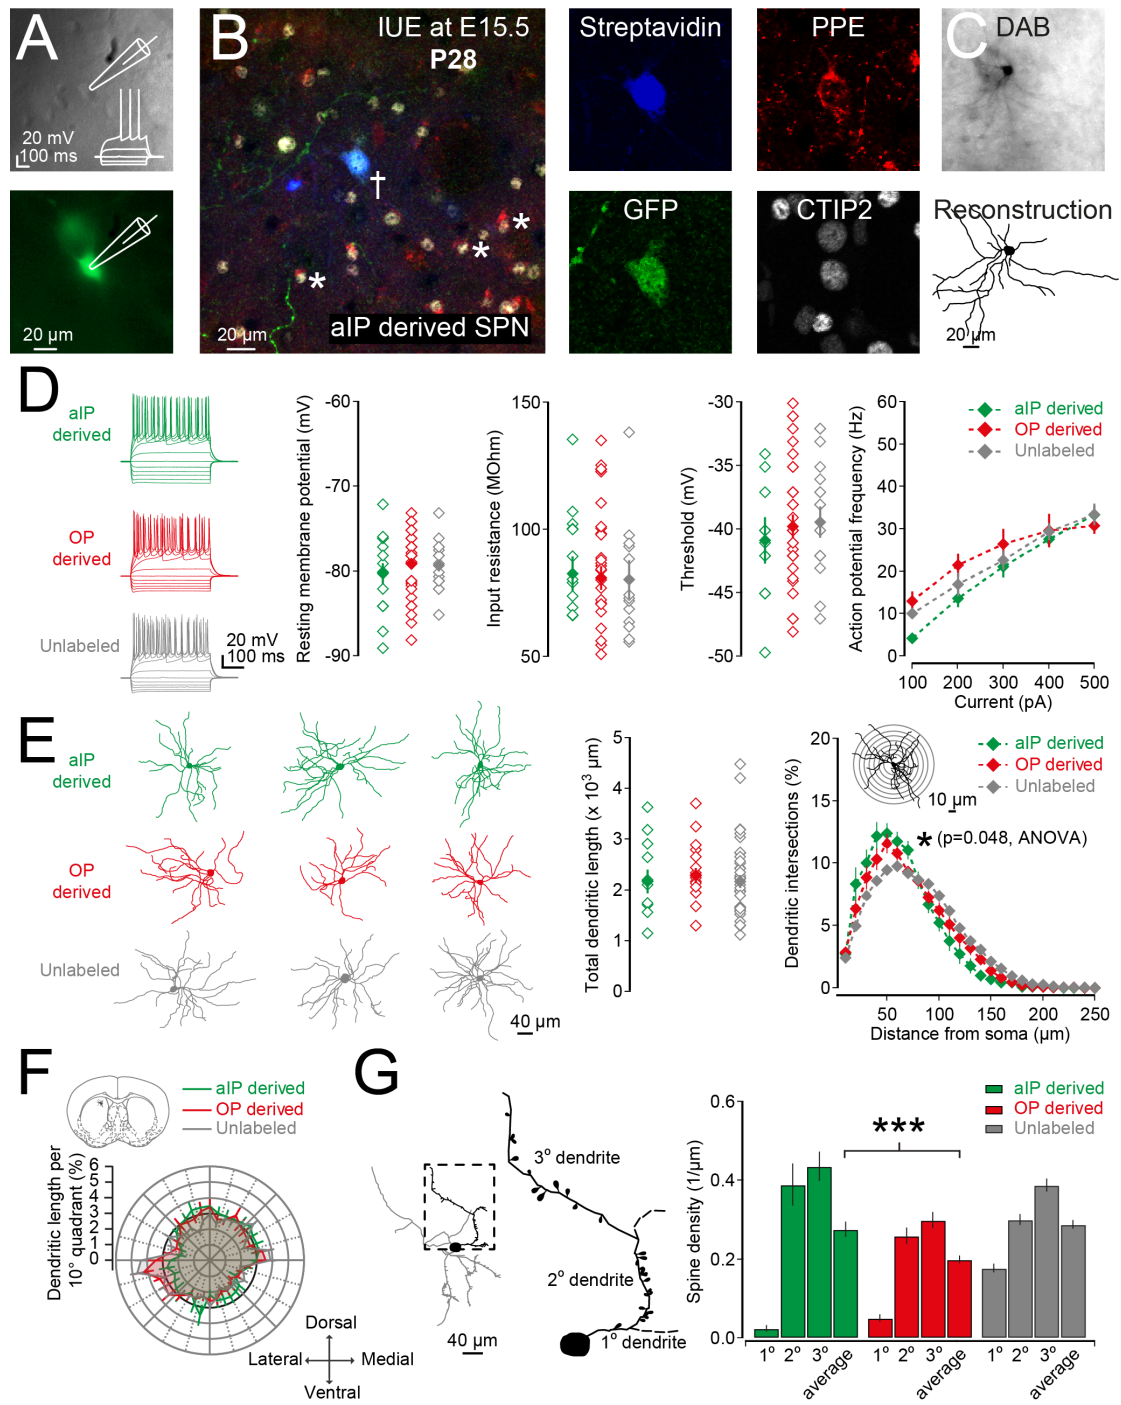 A
20 mV
100 ms
20 µm
B
IUE at E15.5
P28
†
*
*
*
20 µm
aIP derived SPN
Streptavidin
PPE
GFP
CTIP2
C
DAB
Reconstruction
20 µm
D
aIP
derived
OP
derived
Unlabeled
20 mV
100 ms
Resting membrane potential (mV)
-60
-70
-80
-90
Input resistance (MOhm)
150
100
50
Threshold (mV)
-30
-35
-40
-45
-50
Action potential frequency (Hz)
60
50
40
30
20
10
0
100 200 300 400 500
Current (pA)
aIP derived
OP derived
Unlabeled
E
aIP
derived
OP
derived
Unlabeled
40 µm
Total dendritic length (x 10³ µm)
5
4
3
2
1
0
Dendritic intersections (%)
20
15
10
5
0
50 100 150 200 250
Distance from soma (µm)
10 µm
aIP derived
OP derived
Unlabeled
* (p=0.048, ANOVA)
F
aIP derived
OP derived
Unlabeled
Dendritic length per
10° quadrant (%)
6
5
4
3
2
1
0
Dorsal
Lateral Medial
Ventral
G
40 µm
3° dendrite
2° dendrite
1° dendrite
Spine density (1/µm)
0.6
0.4
0.2
0.0
***
aIP derived
OP derived
Unlabeled
1° 2° 3° average
1° 2° 3° average
1° 2° 3° average